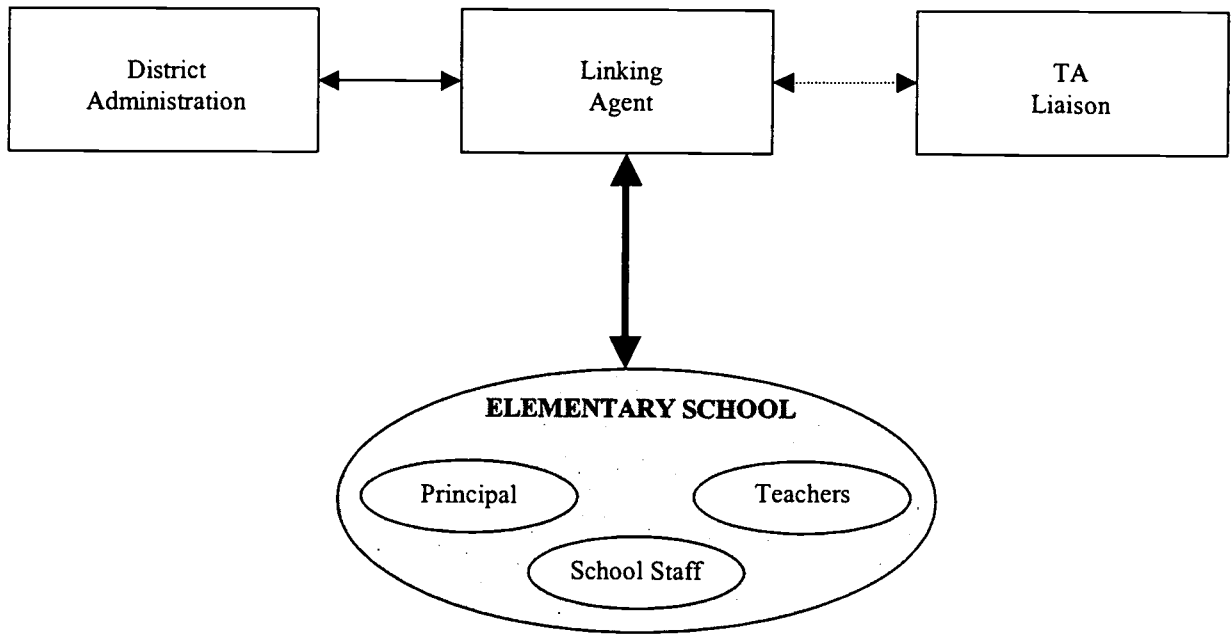 District
Administration
Linking
Agent
TA
Liaison
ELEMENTARY SCHOOL
Principal
Teachers
School Staff